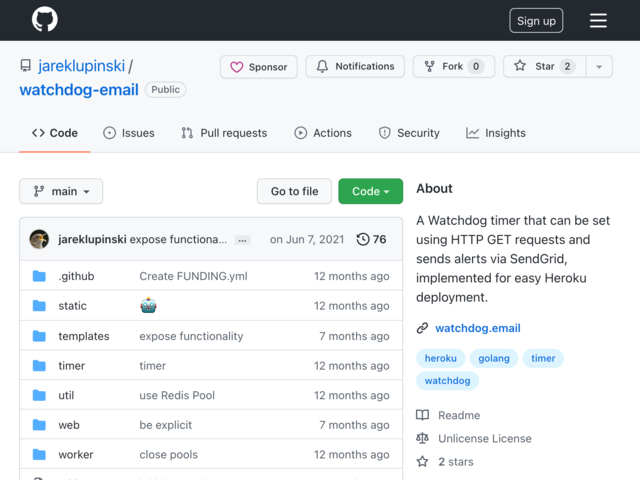 Sign up
jareklupinski /
watchdog-email Public
Sponsor
Notifications
Fork 0
Star 2
Code
Issues
Pull requests
Actions
Security
Insights
main
Go to file
Code
jareklupinski expose functiona... ... on Jun 7, 2021 76
.github Create FUNDING.yml 12 months ago
static 12 months ago
templates expose functionality 7 months ago
timer timer 12 months ago
util use Redis Pool 12 months ago
web be explicit 7 months ago
worker close pools 12 months ago
About
A Watchdog timer that can be set
using HTTP GET requests and
sends alerts via SendGrid,
implemented for easy Heroku
deployment.
watchdog.email
heroku golang timer
watchdog
Readme
Unlicense License
2 stars